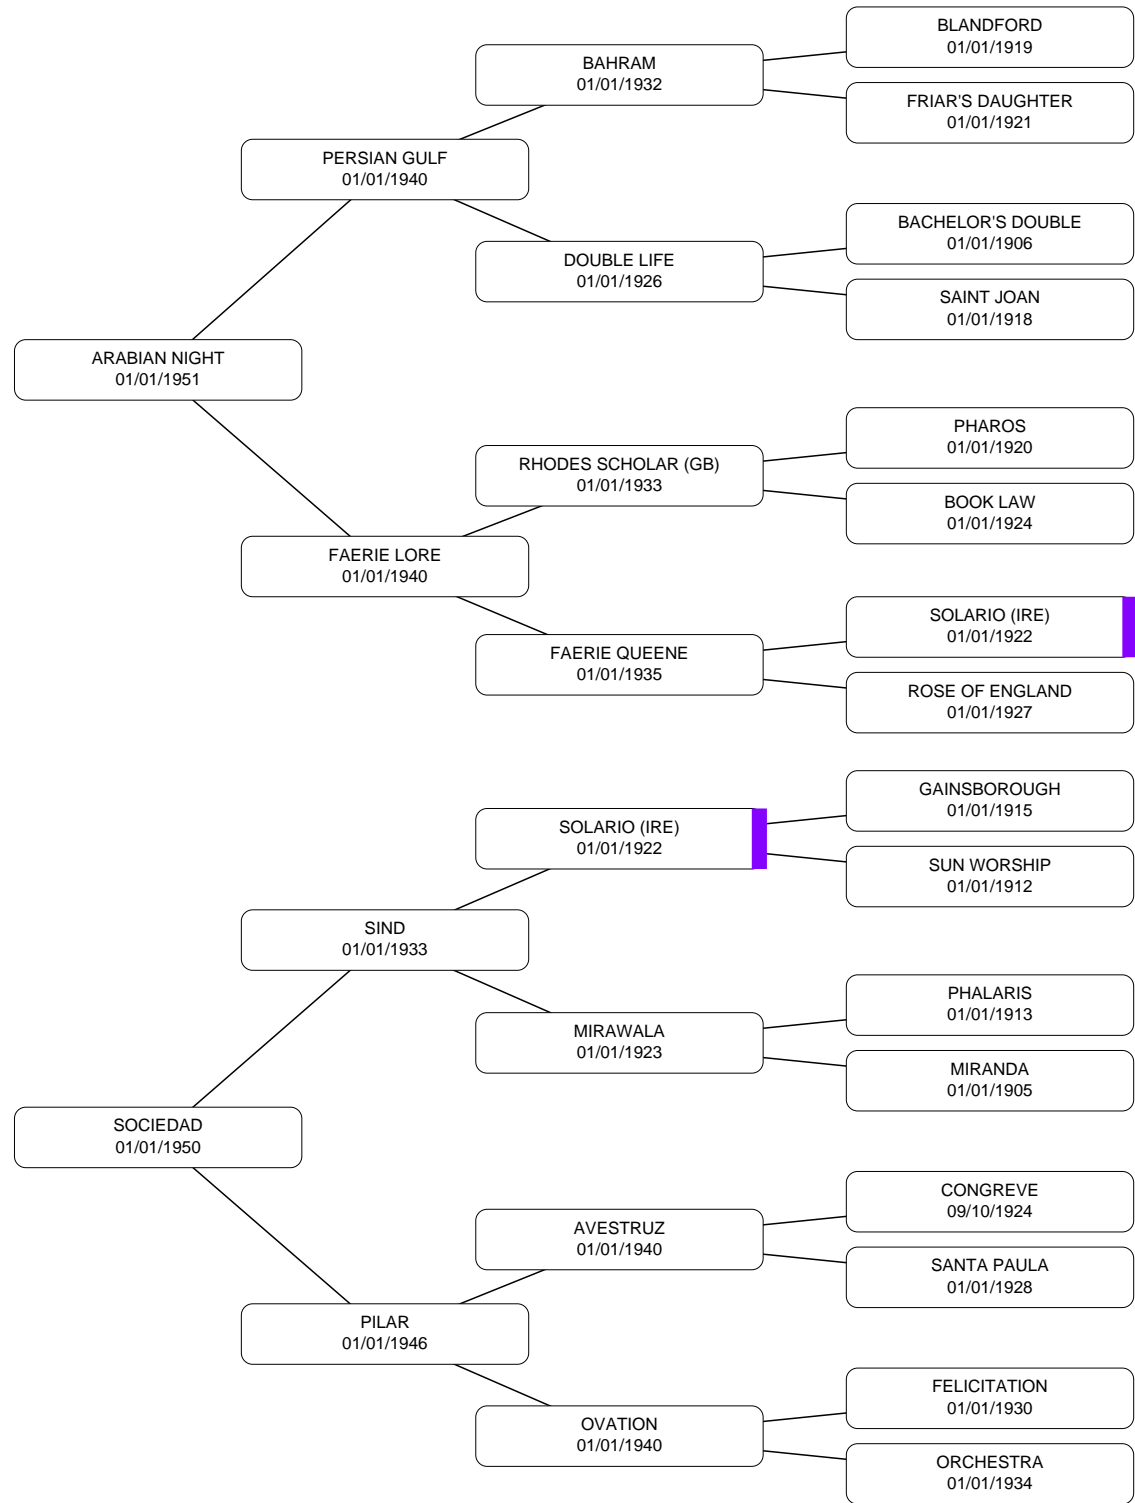 BLANDFORD
01/01/1919
BAHRAM
01/01/1932
FRIAR'S DAUGHTER
01/01/1921
PERSIAN GULF
01/01/1940
BACHELOR'S DOUBLE
01/01/1906
DOUBLE LIFE
01/01/1926
SAINT JOAN
01/01/1918
ARABIAN NIGHT
01/01/1951
PHAROS
01/01/1920
RHODES SCHOLAR (GB)
01/01/1933
BOOK LAW
01/01/1924
FAERIE LORE
01/01/1940
SOLARIO (IRE)
01/01/1922
FAERIE QUEENE
01/01/1935
ROSE OF ENGLAND
01/01/1927
GAINSBOROUGH
01/01/1915
SOLARIO (IRE)
01/01/1922
SUN WORSHIP
01/01/1912
SIND
01/01/1933
PHALARIS
01/01/1913
MIRAWALA
01/01/1923
MIRANDA
01/01/1905
SOCIEDAD
01/01/1950
CONGREVE
09/10/1924
AVESTRUZ
01/01/1940
SANTA PAULA
01/01/1928
PILAR
01/01/1946
FELICITATION
01/01/1930
OVATION
01/01/1940
ORCHESTRA
01/01/1934